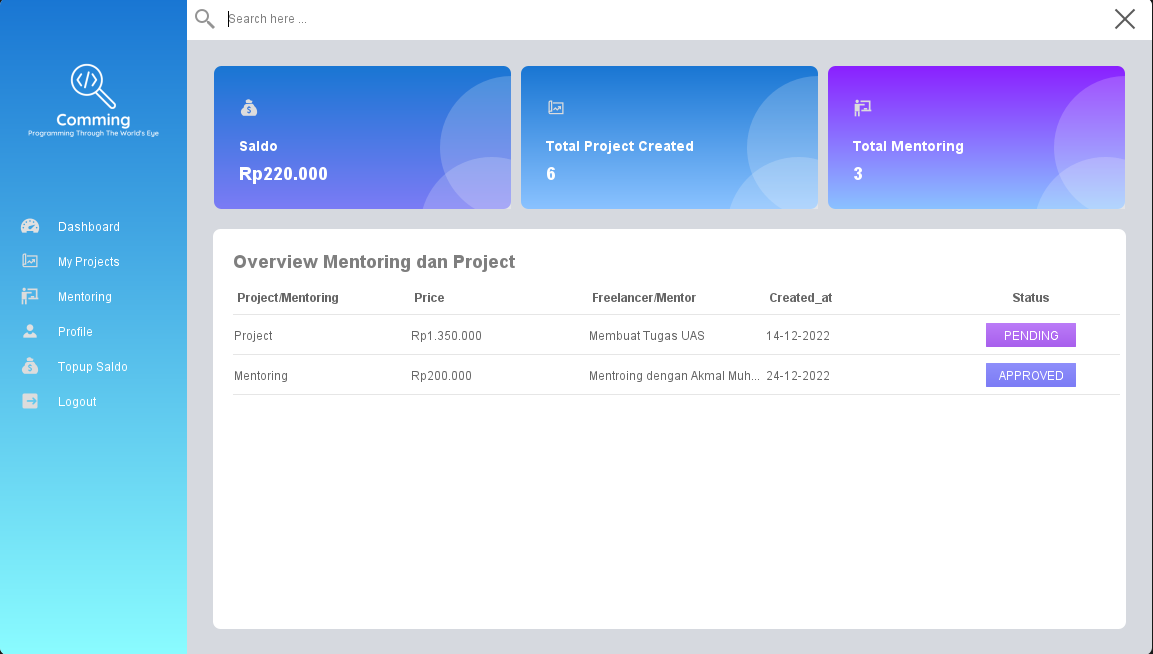 Search here ...
Comming
Programming Through The World's Eye
Dashboard
My Projects
Mentoring
Profile
Topup Saldo
Logout
Saldo
Rp220.000
Total Project Created
6
Total Mentoring
3
Overview Mentoring dan Project
Project/Mentoring Price Freelancer/Mentor Created_at Status
Project Rp1.350.000 Membuat Tugas UAS 14-12-2022 PENDING
Mentoring Rp200.000 Mentroing dengan Akmal Muh... 24-12-2022 APPROVED